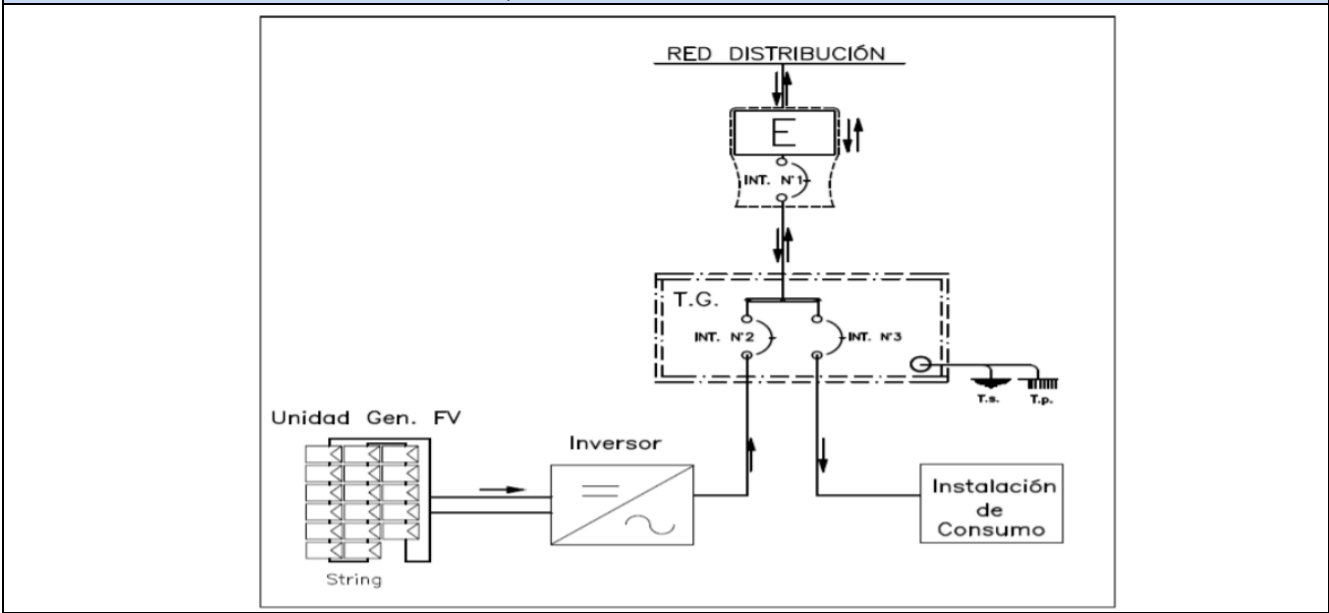 RED DISTRIBUCIÓN
E
INT. N°1
T.G.
INT. N°2
INT. N°3
T.s.
T.p.
Unidad Gen. FV
Inversor
Instalación
de
Consumo
String